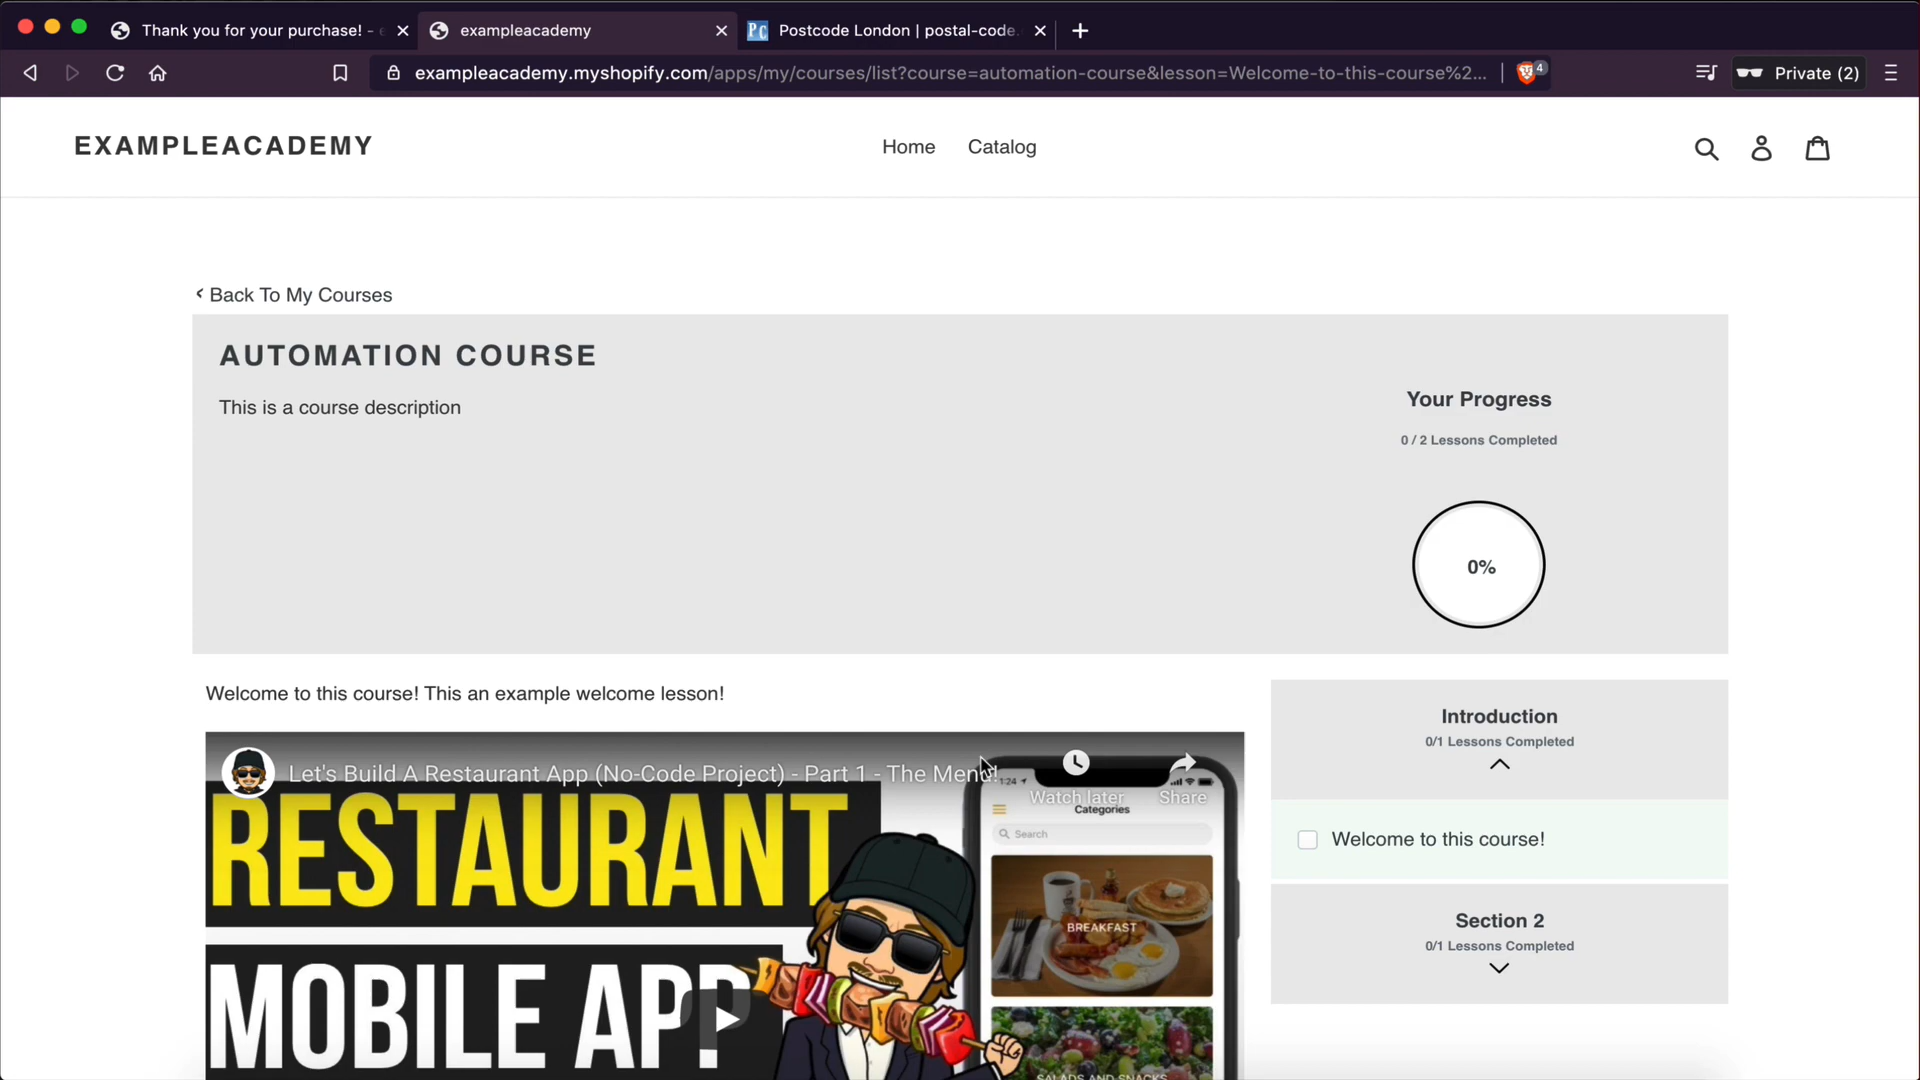 Thank you for your purchase! -
exampleacademy
PC Postcode London | postal-code.
exampleacademy.myshopify.com/apps/my/courses/list?course=automation-course&lesson=Welcome-to-this-course%2...
4
Private (2)
EXAMPLEACADEMY
Home
Catalog
Back To My Courses
AUTOMATION COURSE
This is a course description
Your Progress
0 / 2 Lessons Completed
0%
Welcome to this course! This an example welcome lesson!
Let's Build A Restaurant App (No-Code Project) - Part 1 - The Menu!
Watch later
Share
1:24
Categories
Search
BREAKFAST
SALADS AND SNACKS
RESTAURANT
MOBILE APP
Introduction
0/1 Lessons Completed
Welcome to this course!
Section 2
0/1 Lessons Completed